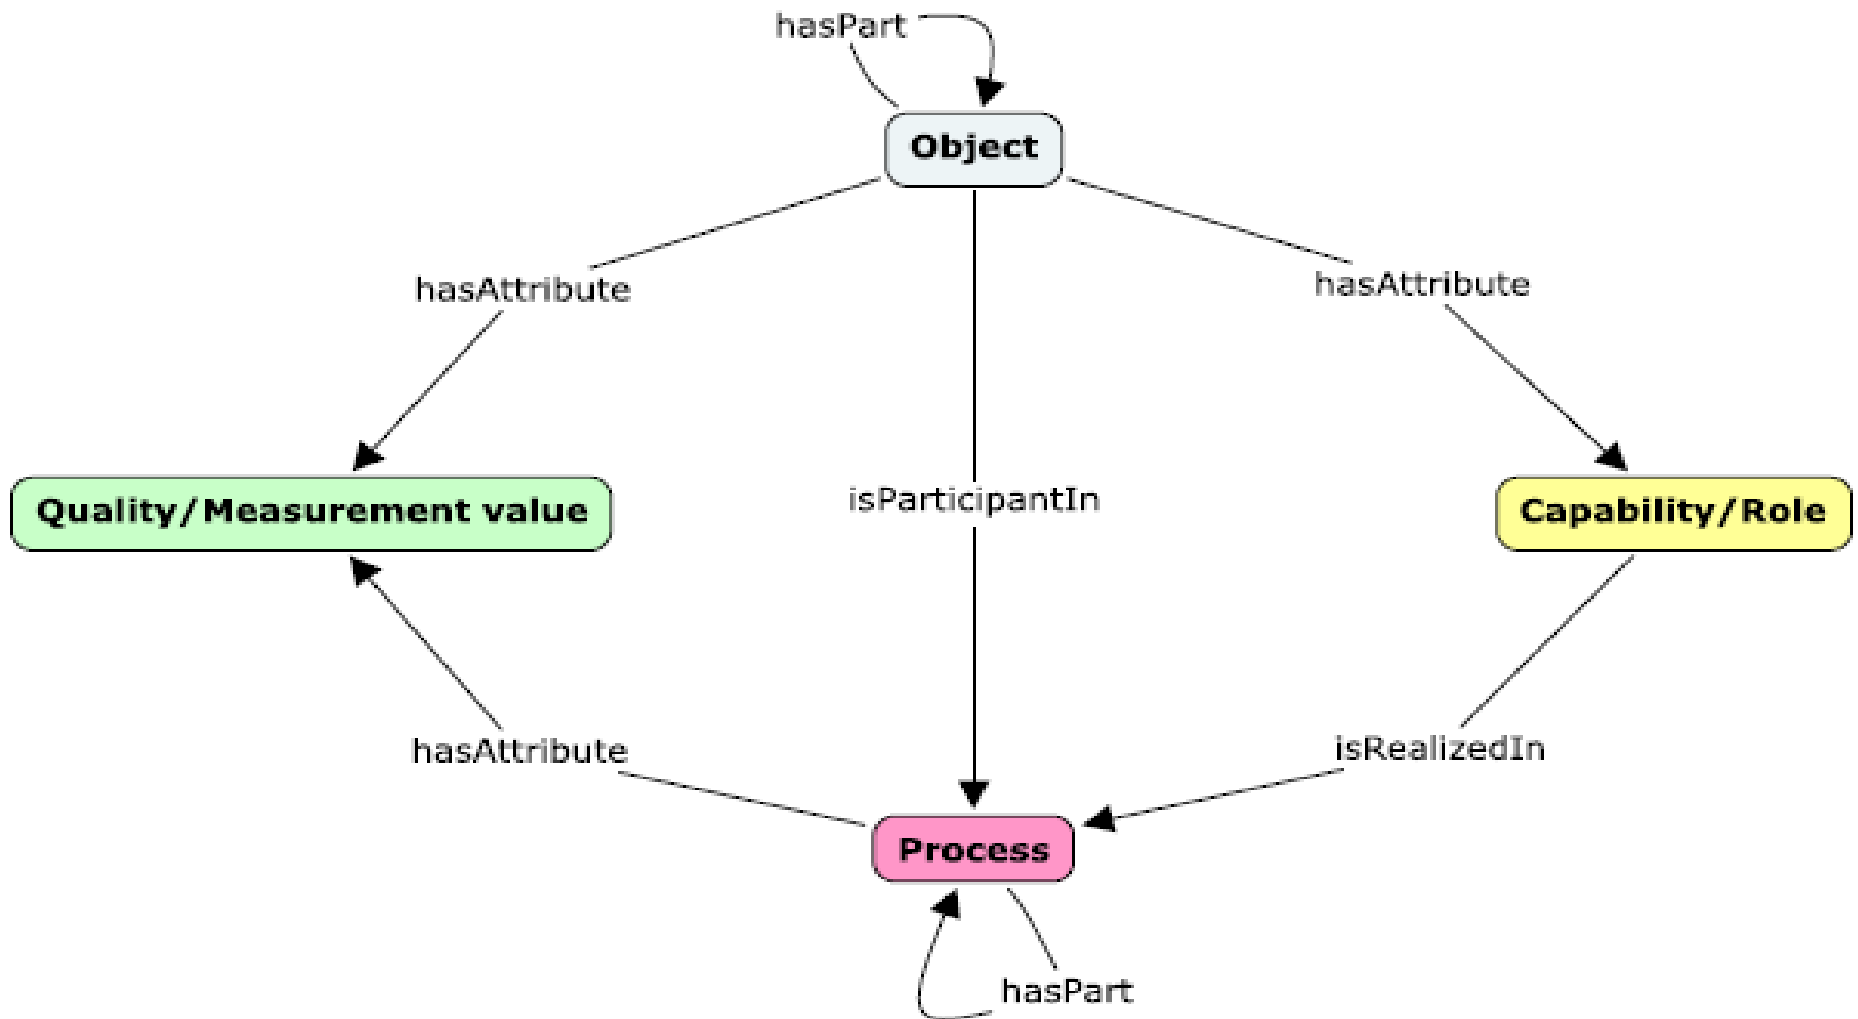 hasPart
Object
hasAttribute
hasAttribute
isParticipantIn
Quality/Measurement value
Capability/Role
hasAttribute
isRealizedIn
Process
hasPart